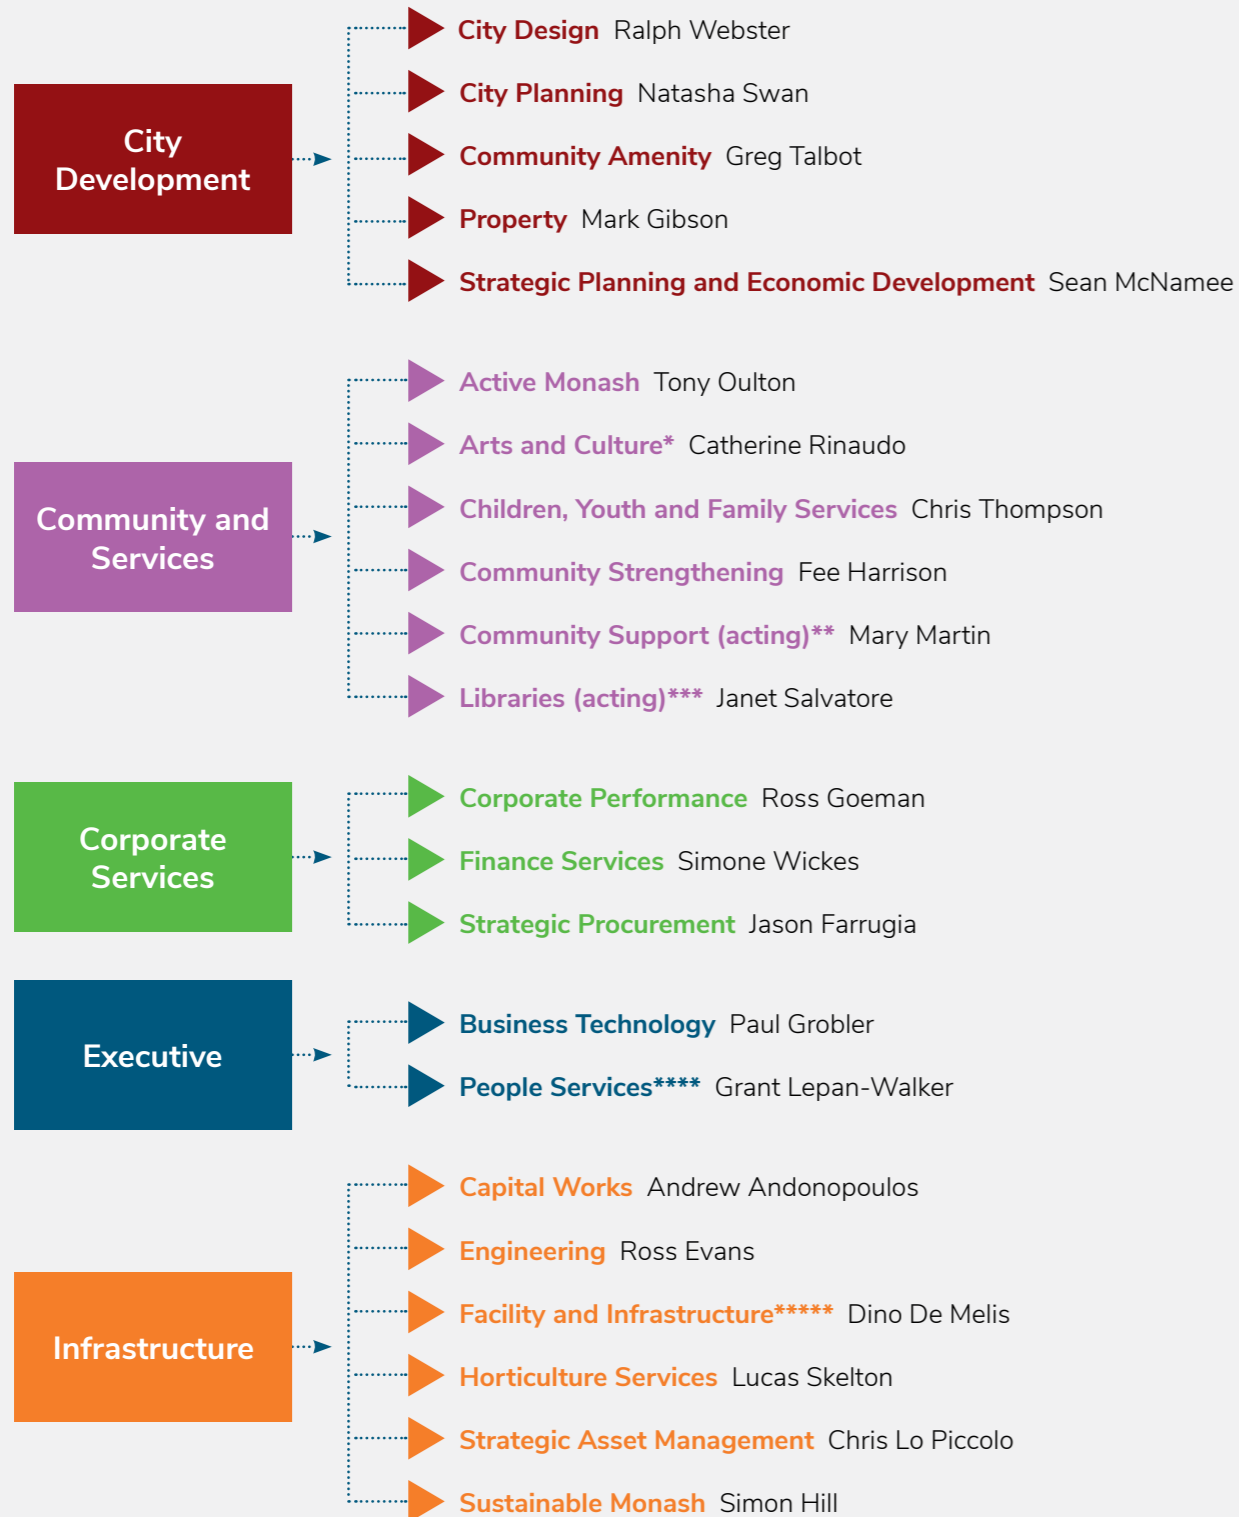 City
Development
City Design Ralph Webster
City Planning Natasha Swan
Community Amenity Greg Talbot
Property Mark Gibson
Strategic Planning and Economic Development Sean McNamee
Community and
Services
Active Monash Tony Oulton
Arts and Culture* Catherine Rinaudo
Children, Youth and Family Services Chris Thompson
Community Strengthening Fee Harrison
Community Support (acting)** Mary Martin
Libraries (acting)*** Janet Salvatore
Corporate
Services
Corporate Performance Ross Goeman
Finance Services Simone Wickes
Strategic Procurement Jason Farrugia
Executive
Business Technology Paul Grobler
People Services**** Grant Lepan-Walker
Infrastructure
Capital Works Andrew Andonopoulos
Engineering Ross Evans
Facility and Infrastructure***** Dino De Melis
Horticulture Services Lucas Skelton
Strategic Asset Management Chris Lo Piccolo
Sustainable Monash Simon Hill